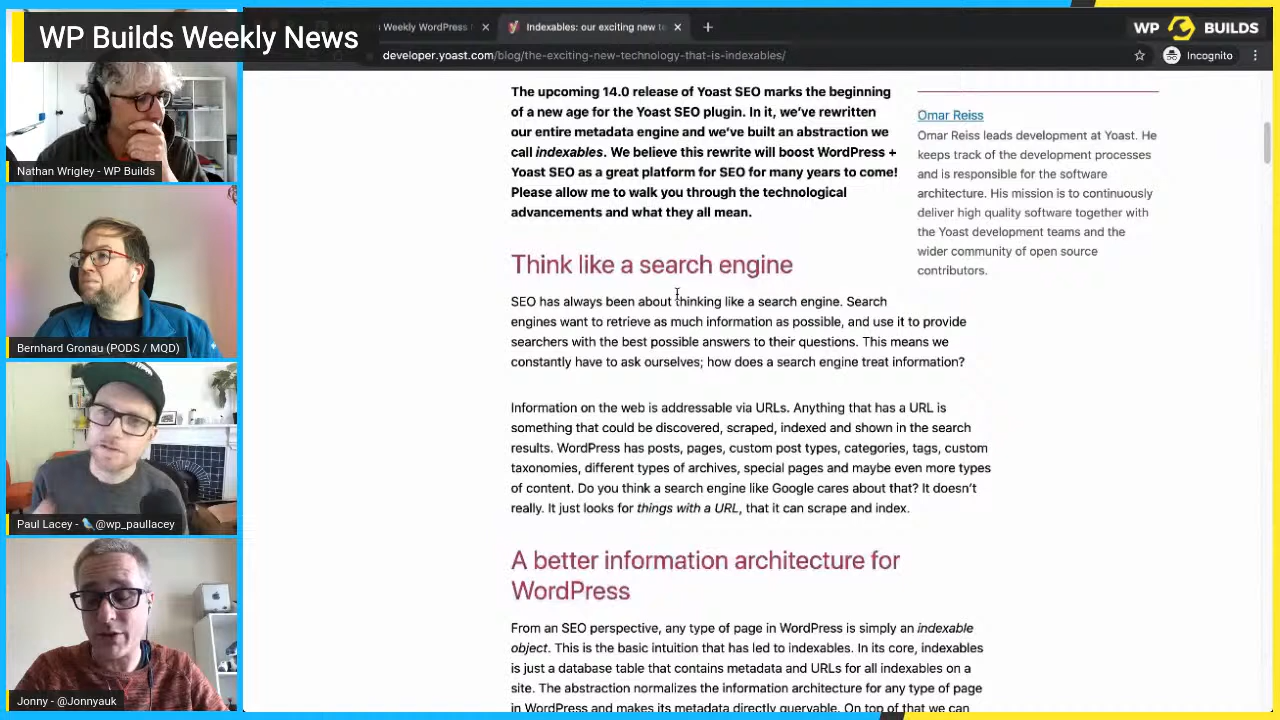 WP Builds Weekly News
s Weekly WordPress
Indexables: our exciting new te
WP BUILDS
developer.yoast.com/blog/the-exciting-new-technology-that-is-indexables/
Incognito
Nathan Wrigley - WP Builds
Bernhard Gronau (PODS / MQD)
Paul Lacey - @wp_paullacey
Jonny - @Jonnyauk
The upcoming 14.0 release of Yoast SEO marks the beginning
of a new age for the Yoast SEO plugin. In it, we've rewritten
our entire metadata engine and we've built an abstraction we
call indexables. We believe this rewrite will boost WordPress +
Yoast SEO as a great platform for SEO for many years to come!
Please allow me to walk you through the technological
advancements and what they all mean.
Omar Reiss
Omar Reiss leads development at Yoast. He
keeps track of the development processes
and is responsible for the software
architecture. His mission is to continuously
deliver high quality software together with
the Yoast development teams and the
wider community of open source
contributors.
Think like a search engine
SEO has always been about thinking like a search engine. Search
engines want to retrieve as much information as possible, and use it to provide
searchers with the best possible answers to their questions. This means we
constantly have to ask ourselves; how does a search engine treat information?
Information on the web is addressable via URLs. Anything that has a URL is
something that could be discovered, scraped, indexed and shown in the search
results. WordPress has posts, pages, custom post types, categories, tags, custom
taxonomies, different types of archives, special pages and maybe even more types
of content. Do you think a search engine like Google cares about that? It doesn't
really. It just looks for things with a URL, that it can scrape and index.
A better information architecture for
WordPress
From an SEO perspective, any type of page in WordPress is simply an indexable
object. This is the basic intuition that has led to indexables. In its core, indexables
is just a database table that contains metadata and URLs for all indexables on a
site. The abstraction normalizes the information architecture for any type of page
in WordPress and makes its metadata directly queryable. On top of that we can